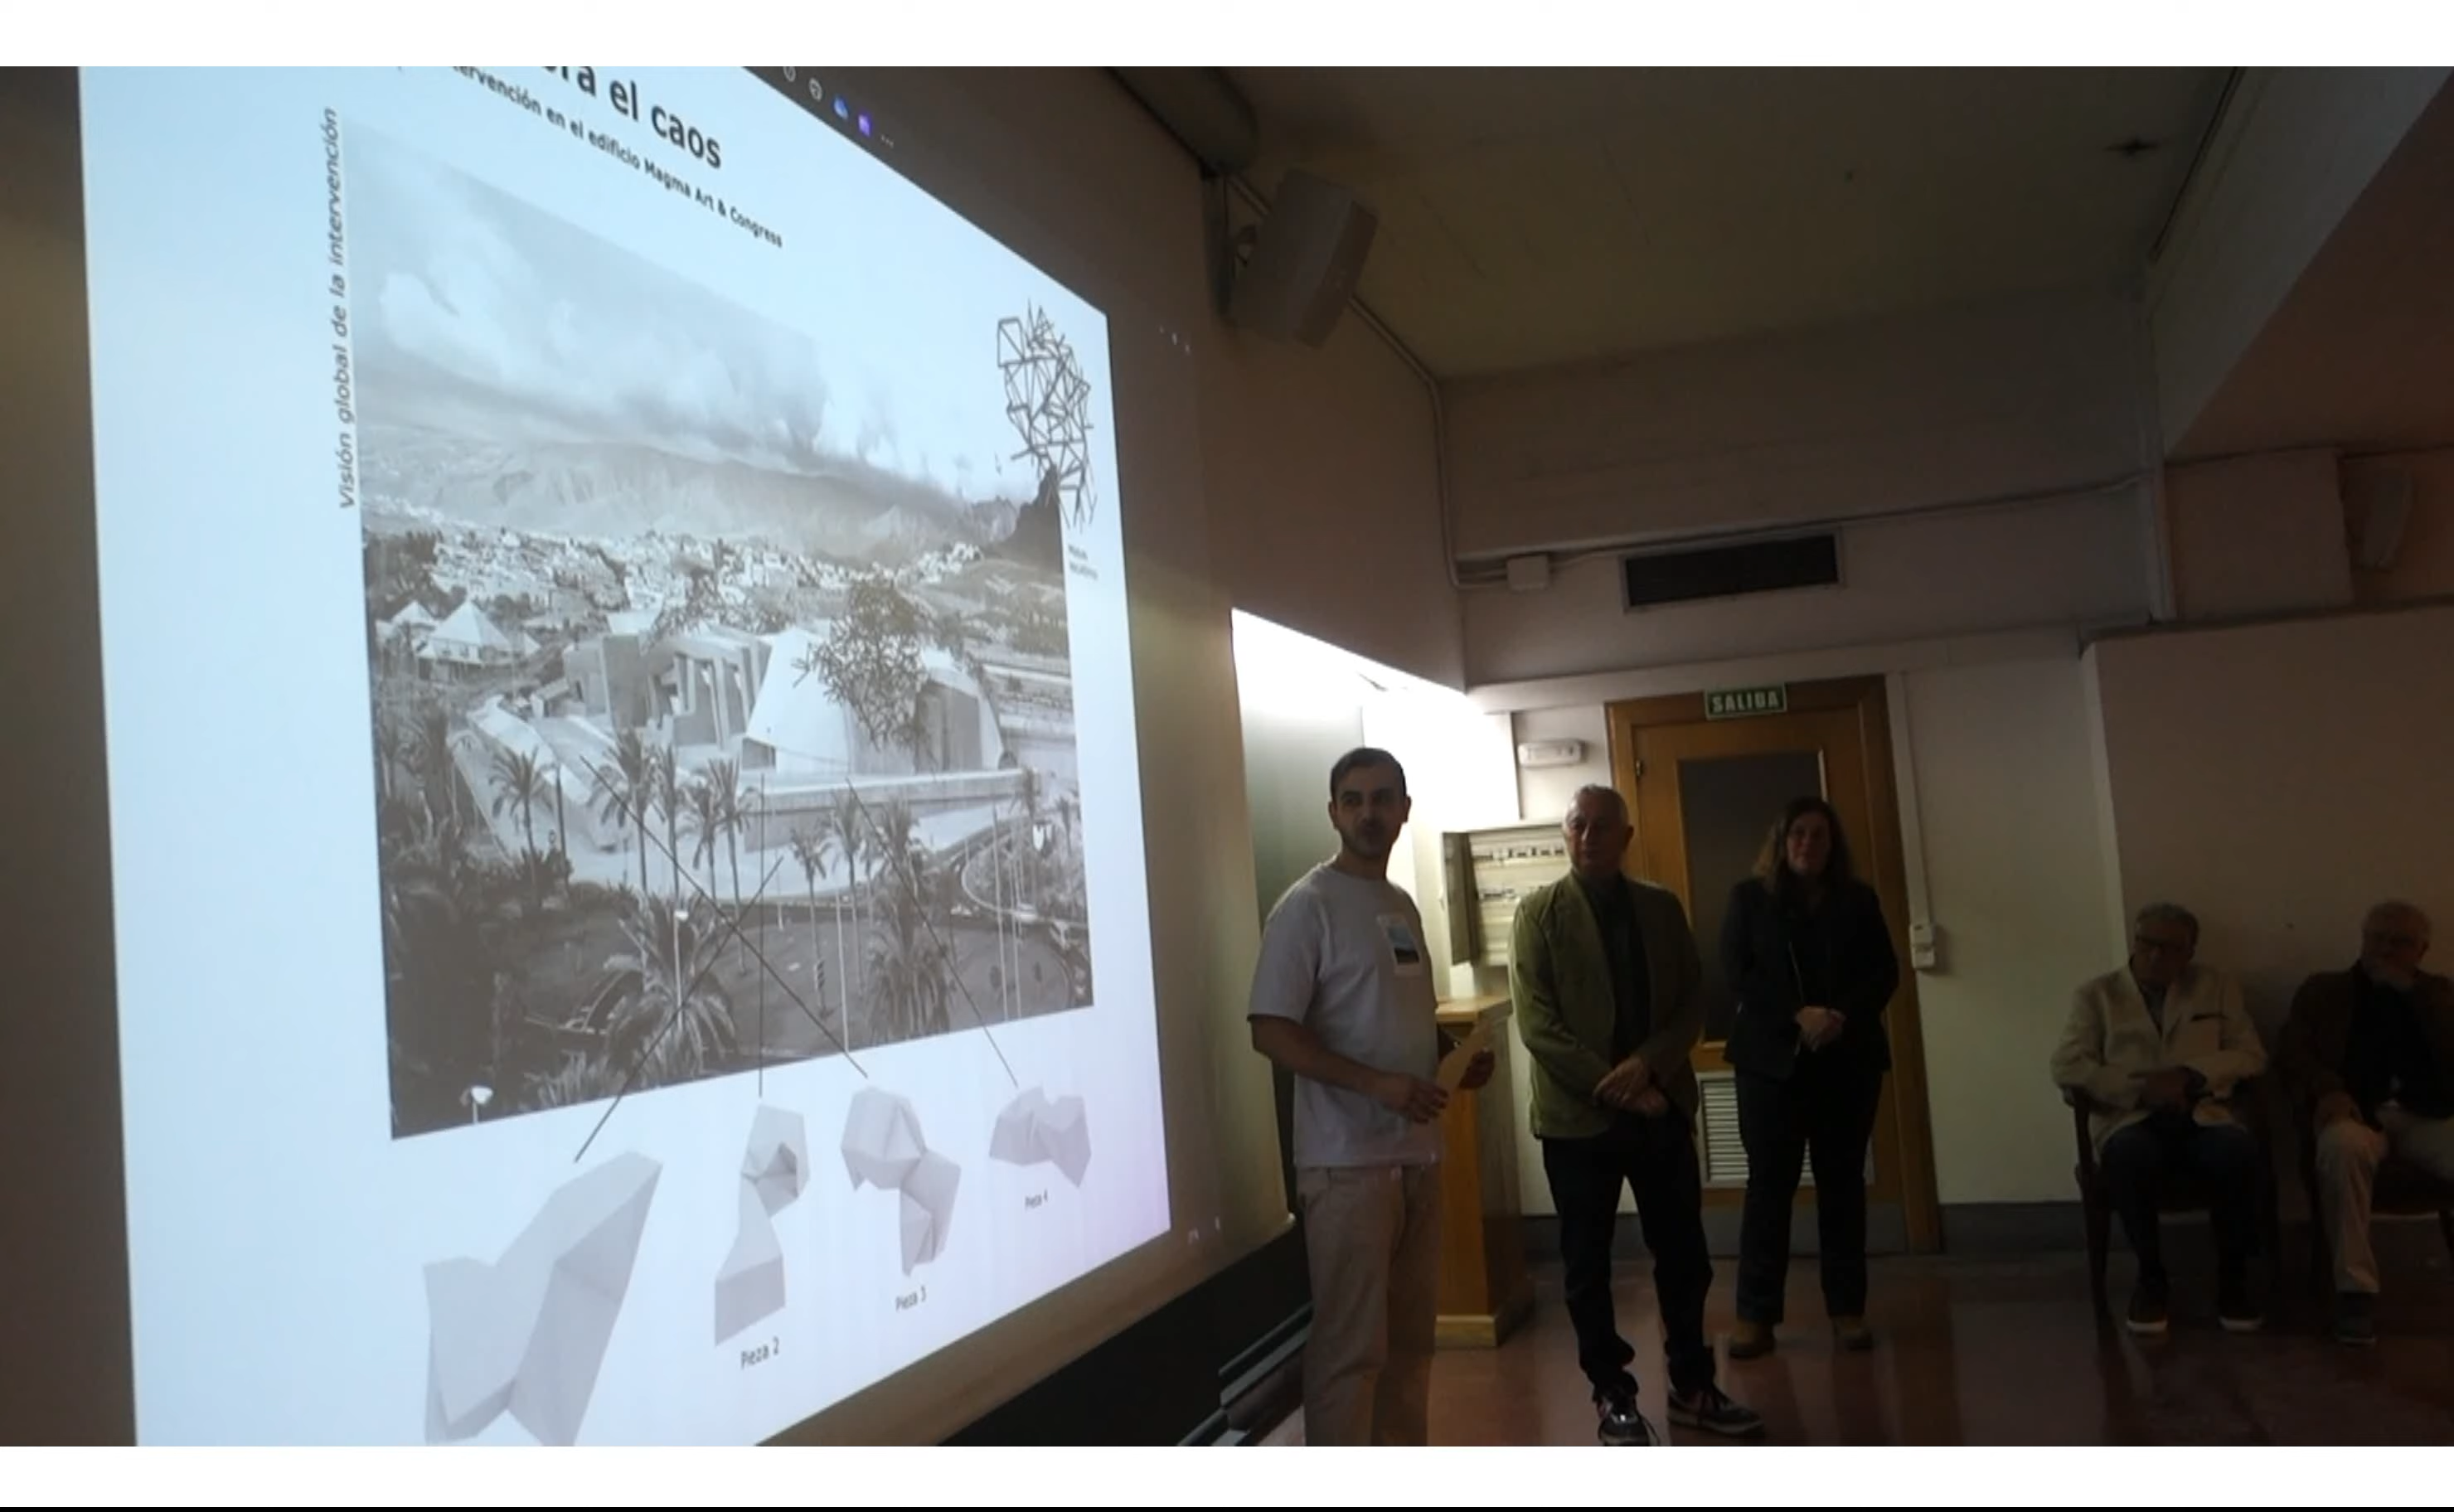 el caos
en el edificio Magma Art & Congress
Visión global de la intervención
SALIDA
Pieza 2
Pieza 3
Pieza 4